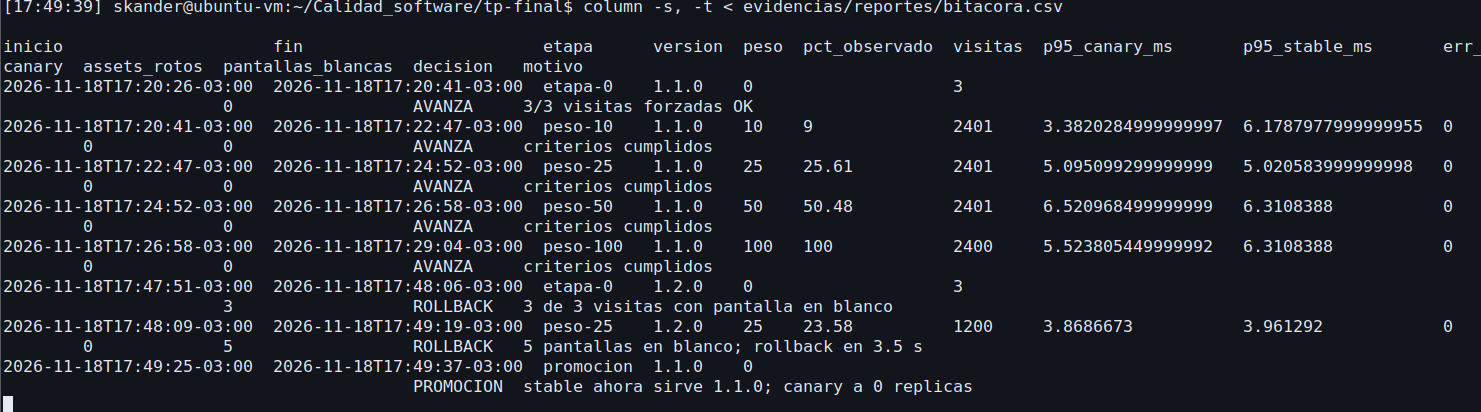 [17:49:39] skander@ubuntu-vm:~/Calidad_software/tp-final$ column -s, -t < evidencias/reportes/bitacora.csv
inicio fin etapa version peso pct_observado visitas p95_canary_ms p95_stable_ms err_
canary assets_rotos pantallas_blancas decision motivo
2026-11-18T17:20:26-03:00 2026-11-18T17:20:41-03:00 etapa-0 1.1.0 0 3
0 AVANZA 3/3 visitas forzadas OK
2026-11-18T17:20:41-03:00 2026-11-18T17:22:47-03:00 peso-10 1.1.0 10 9 2401 3.3820284999999997 6.1787977999999955 0
0 0 AVANZA criterios cumplidos
2026-11-18T17:22:47-03:00 2026-11-18T17:24:52-03:00 peso-25 1.1.0 25 25.61 2401 5.095099299999999 5.020583999999998 0
0 0 AVANZA criterios cumplidos
2026-11-18T17:24:52-03:00 2026-11-18T17:26:58-03:00 peso-50 1.1.0 50 50.48 2401 6.520968499999999 6.3108388 0
0 0 AVANZA criterios cumplidos
2026-11-18T17:26:58-03:00 2026-11-18T17:29:04-03:00 peso-100 1.1.0 100 100 2400 5.523805449999992 6.3108388 0
0 0 AVANZA criterios cumplidos
2026-11-18T17:47:51-03:00 2026-11-18T17:48:06-03:00 etapa-0 1.2.0 0 3
3 ROLLBACK 3 de 3 visitas con pantalla en blanco
2026-11-18T17:48:09-03:00 2026-11-18T17:49:19-03:00 peso-25 1.2.0 25 23.58 1200 3.8686673 3.961292 0
0 5 ROLLBACK 5 pantallas en blanco; rollback en 3.5 s
2026-11-18T17:49:25-03:00 2026-11-18T17:49:37-03:00 promocion 1.1.0 0
PROMOCION stable ahora sirve 1.1.0; canary a 0 replicas